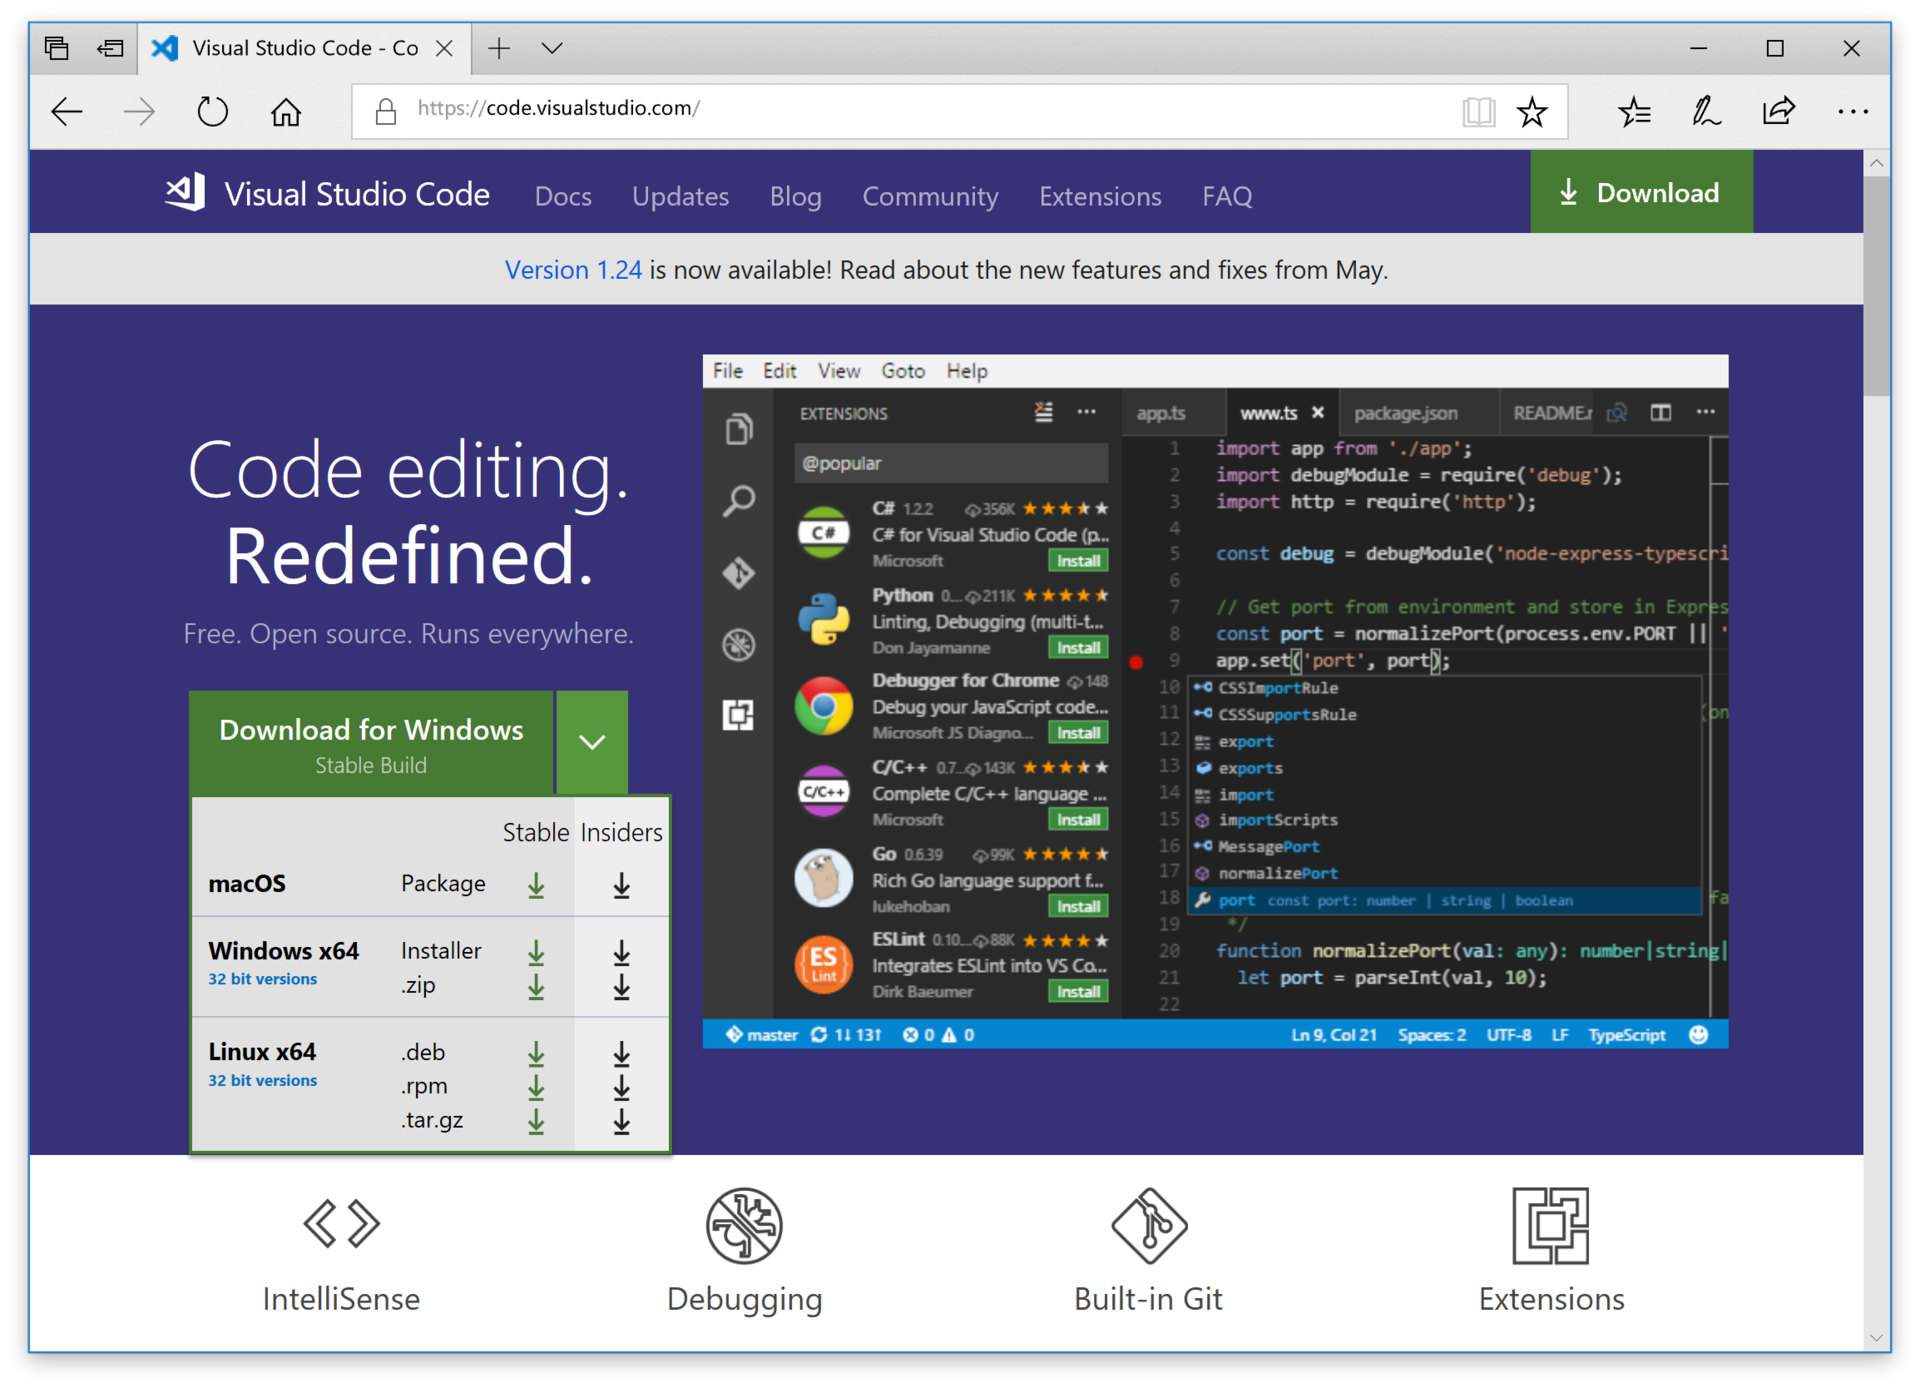 Visual Studio Code - Co
https://code.visualstudio.com/
Visual Studio Code Docs Updates Blog Community Extensions FAQ Download
Version 1.24 is now available! Read about the new features and fixes from May.
Code editing.
Redefined.
Free. Open source. Runs everywhere.
Download for Windows
Stable Build
Stable Insiders
macOS Package
Windows x64 Installer
32 bit versions
.zip
Linux x64 .deb
32 bit versions
.rpm
.tar.gz
File Edit View Goto Help
EXTENSIONS
@popular
C# 1.2.2 356K
C# for Visual Studio Code (p...
Microsoft Install
Python 0.... 211K
Linting, Debugging (multi-t...
Don Jayamanne Install
Debugger for Chrome 148
Debug your JavaScript code...
Microsoft JS Diagno... Install
C/C++ 0.7... 143K
Complete C/C++ language ...
Microsoft Install
Go 0.6.39 99K
Rich Go language support f...
lukehoban Install
ESLint 0.10.... 88K
Integrates ESLint into VS Co...
Dirk Baeumer Install
C#
C/C++
ES
Lint
app.ts www.ts package.json README.
1 import app from './app';
2 import debugModule = require('debug');
3 import http = require('http');
4
5 const debug = debugModule('node-express-typescri
6
7 // Get port from environment and store in Expres
8 const port = normalizePort(process.env.PORT || '
9 app.set('port', port);
10 CSSImportRule
11 CSSSupportsRule (on
12 export
13 exports
14 import
15 importScripts
16 MessagePort
17 normalizePort
18 port const port: number | string | boolean fa
19 */
20 function normalizePort(val: any): number|string|
21 let port = parseInt(val, 10);
22
master 1↓ 13↑ 0 0 Ln 9, Col 21 Spaces: 2 UTF-8 LF TypeScript
IntelliSense Debugging Built-in Git Extensions